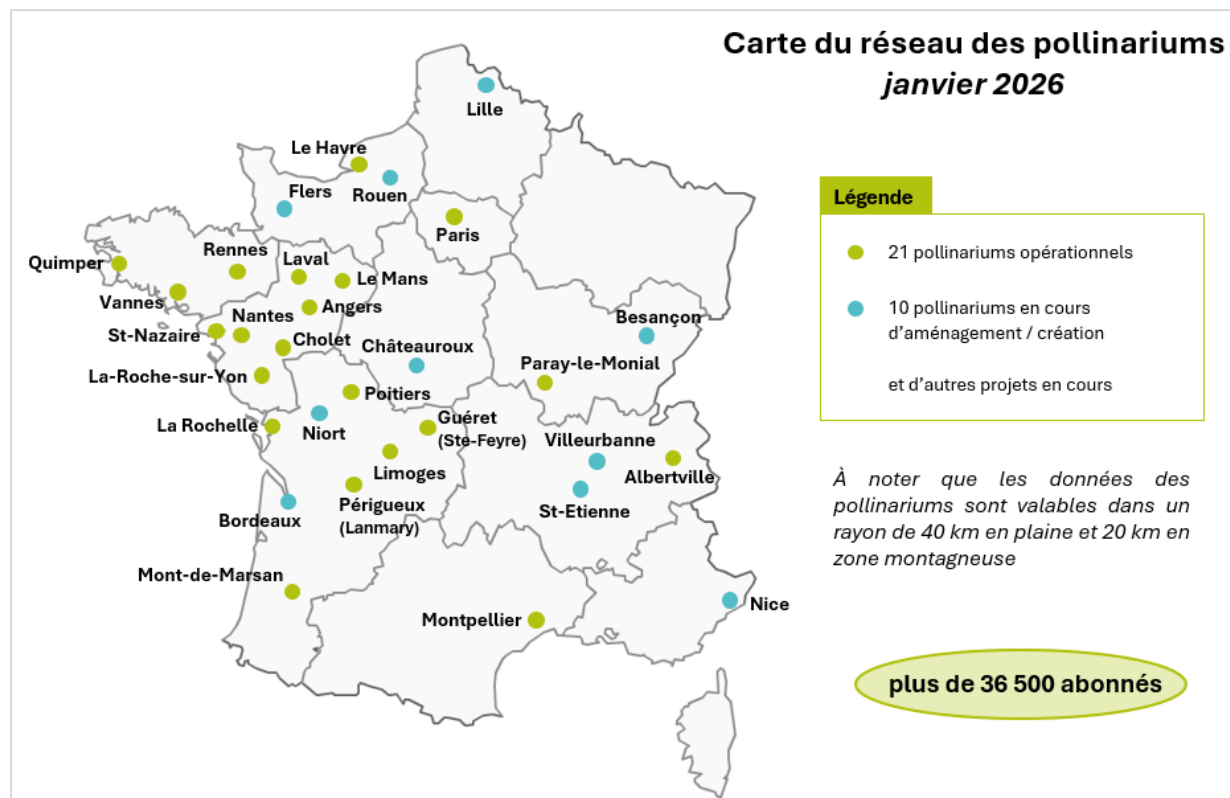 Carte du réseau des pollinariums
janvier 2026
Lille
Le Havre
Rouen
Flers
Paris
Rennes
Quimper
Laval
Le Mans
Vannes
Angers
Nantes
St-Nazaire
Cholet
Châteauroux
Besançon
Paray-le-Monial
La-Roche-sur-Yon
Poitiers
La Rochelle
Niort
Guéret
(Ste-Feyre)
Villeurbanne
Limoges
Albertville
Périgueux
(Lanmary)
St-Etienne
Bordeaux
Mont-de-Marsan
Montpellier
Nice
Légende
21 pollinariums opérationnels
10 pollinariums en cours
d'aménagement / création
et d'autres projets en cours
À noter que les données des
pollinariums sont valables dans un
rayon de 40 km en plaine et 20 km en
zone montagneuse
plus de 36 500 abonnés